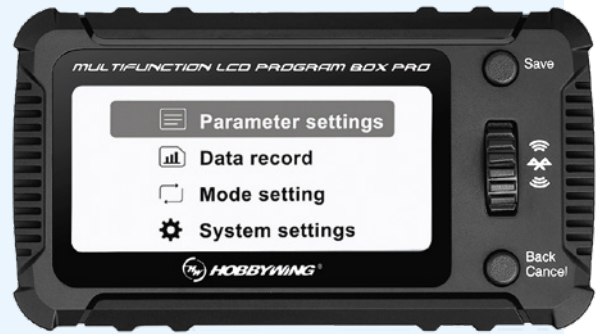 MULTIFUNCTION LCD PROGRAM BOX PRO
Save
Parameter settings
Data record
Mode setting
System settings
HOBBYWING®
Back
Cancel